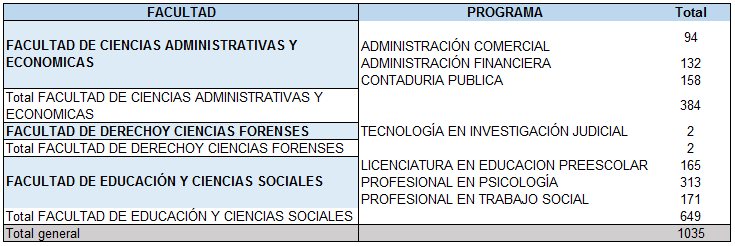 FACULTAD PROGRAMA Total
FACULTAD DE CIENCIAS ADMINISTRATIVAS Y
ECONOMICAS
ADMINISTRACIÓN COMERCIAL 94
ADMINISTRACIÓN FINANCIERA 132
CONTADURIA PUBLICA 158
Total FACULTAD DE CIENCIAS ADMINISTRATIVAS Y
ECONOMICAS 384
FACULTAD DE DERECHOY CIENCIAS FORENSES TECNOLOGÍA EN INVESTIGACIÓN JUDICIAL 2
Total FACULTAD DE DERECHOY CIENCIAS FORENSES 2
FACULTAD DE EDUCACIÓN Y CIENCIAS SOCIALES
LICENCIATURA EN EDUCACION PREESCOLAR 165
PROFESIONAL EN PSICOLOGÍA 313
PROFESIONAL EN TRABAJO SOCIAL 171
Total FACULTAD DE EDUCACIÓN Y CIENCIAS SOCIALES 649
Total general 1035